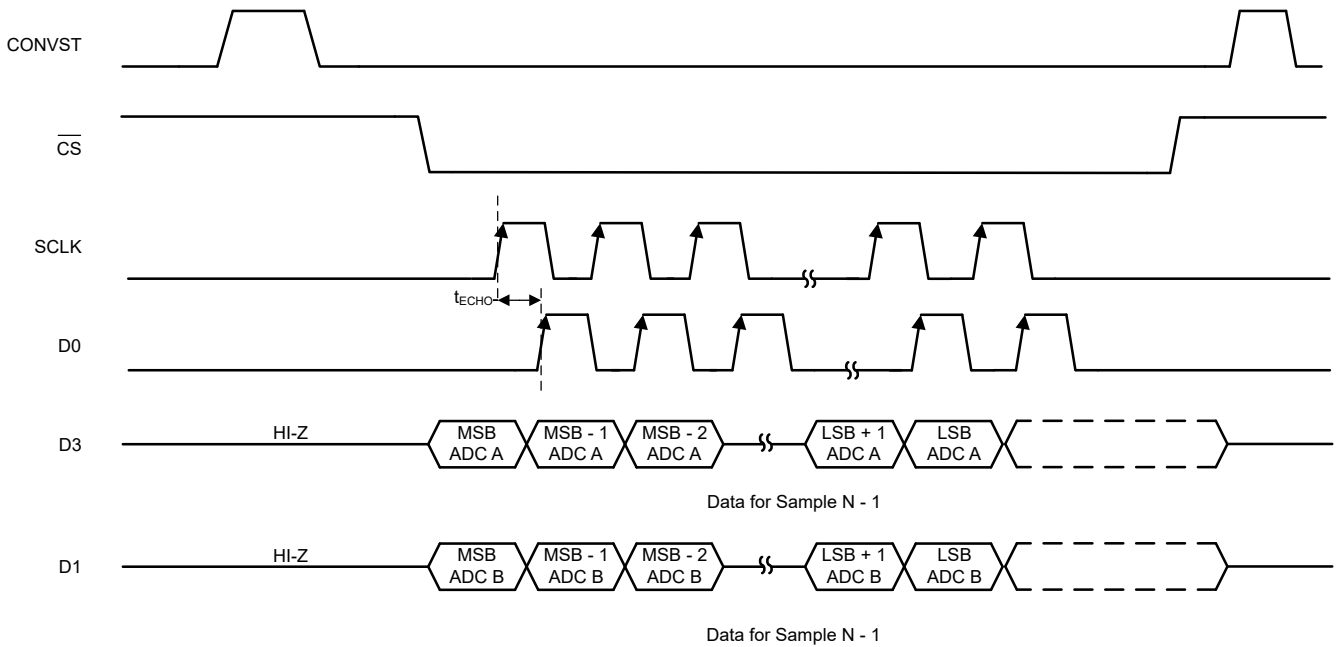 CONVST
CS
SCLK
tECHO
D0
D3
HI-Z
MSB
ADC A
MSB - 1
ADC A
MSB - 2
ADC A
LSB + 1
ADC A
LSB
ADC A
Data for Sample N - 1
D1
HI-Z
MSB
ADC B
MSB - 1
ADC B
MSB - 2
ADC B
LSB + 1
ADC B
LSB
ADC B
Data for Sample N - 1